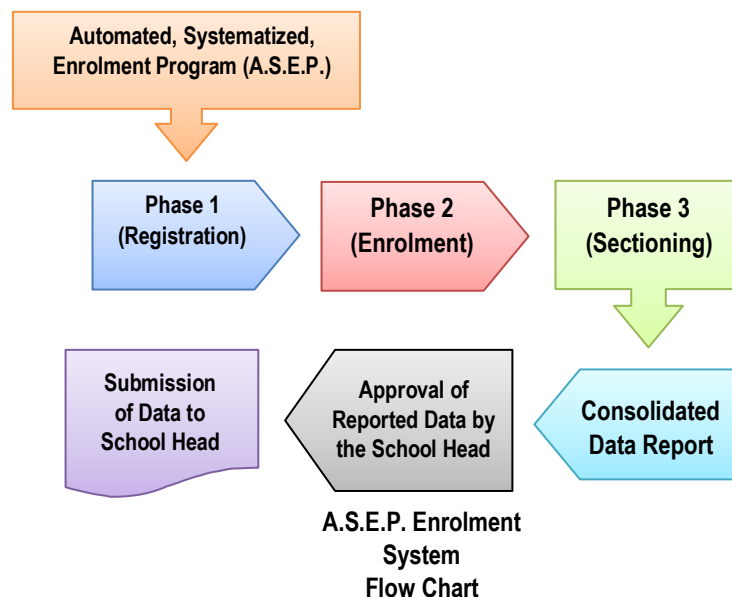 Automated, Systematized,
Enrolment Program (A.S.E.P.)
Phase 1
(Registration)
Phase 2
(Enrolment)
Phase 3
(Sectioning)
Submission
of Data to
School Head
Approval of
Reported Data by
the School Head
Consolidated
Data Report
A.S.E.P. Enrolment
System
Flow Chart